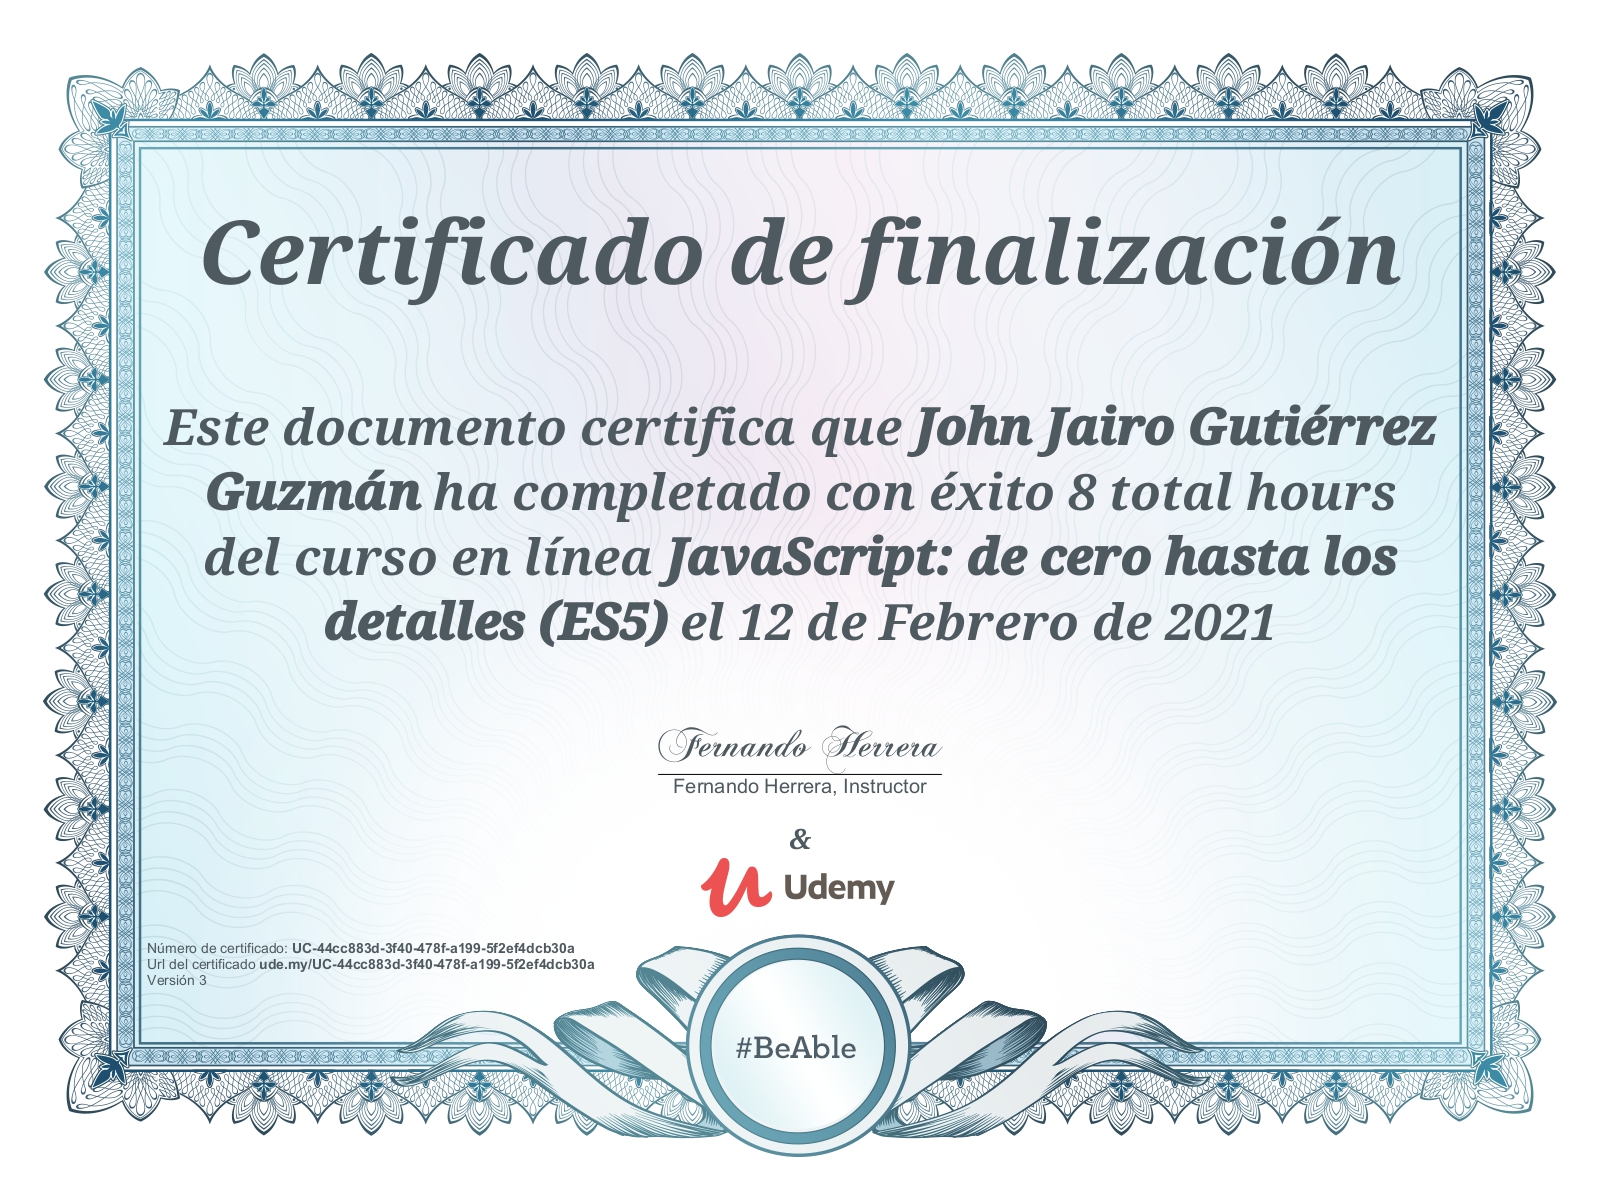 Certificado de finalización
Este documento certifica que John Jairo Gutiérrez
Guzmán ha completado con éxito 8 total hours
del curso en línea JavaScript: de cero hasta los
detalles (ES5) el 12 de Febrero de 2021
Fernando Herrera
Fernando Herrera, Instructor
&
Udemy
Número de certificado: UC-44cc883d-3f40-478f-a199-5f2ef4dcb30a
Url del certificado ude.my/UC-44cc883d-3f40-478f-a199-5f2ef4dcb30a
Versión 3
#BeAble